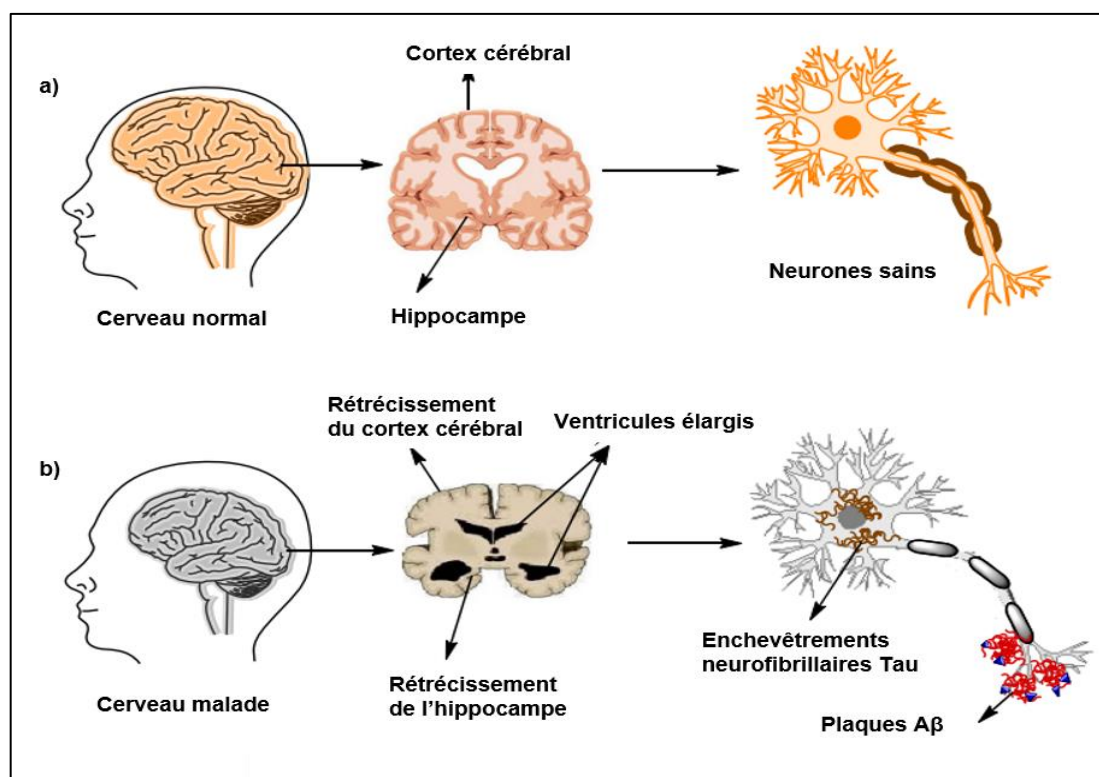 a)
Cortex cérébral
Cerveau normal
Hippocampe
Neurones sains
b)
Rétrécissement
du cortex cérébral
Ventricules élargis
Cerveau malade
Rétrécissement
de l'hippocampe
Enchevêtrements
neurofibrillaires Tau
Plaques Aβ